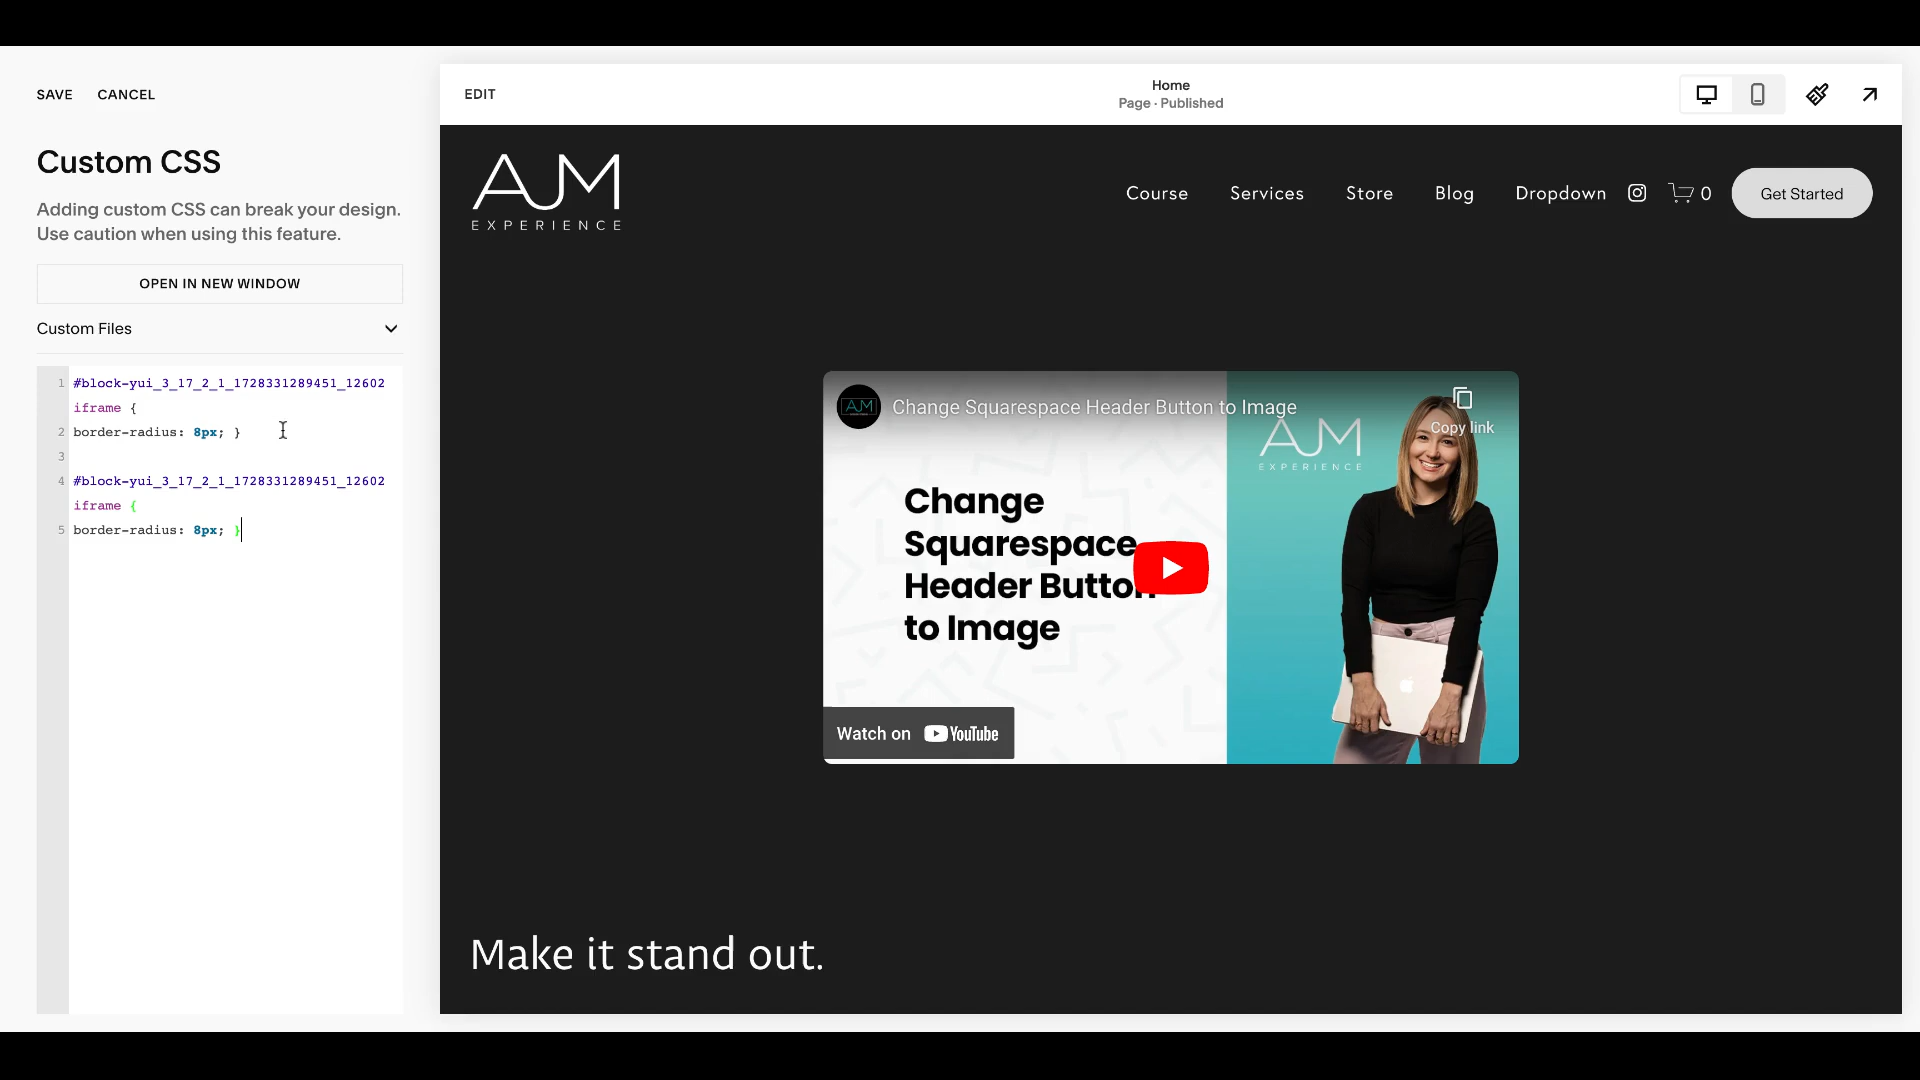 SAVE CANCEL
Custom CSS
Adding custom CSS can break your design.
Use caution when using this feature.
OPEN IN NEW WINDOW
Custom Files
1 #block-yui_3_17_2_1_1728331289451_12602
iframe {
2 border-radius: 8px; }
3
4 #block-yui_3_17_2_1_1728331289451_12602
iframe {
5 border-radius: 8px; }
EDIT
Home
Page · Published
AJM
EXPERIENCE
Course Services Store Blog Dropdown 0 Get Started
AJM
Change Squarespace Header Button to Image
Copy link
AJM
EXPERIENCE
Change
Squarespace
Header Button
to Image
Watch on YouTube
Make it stand out.